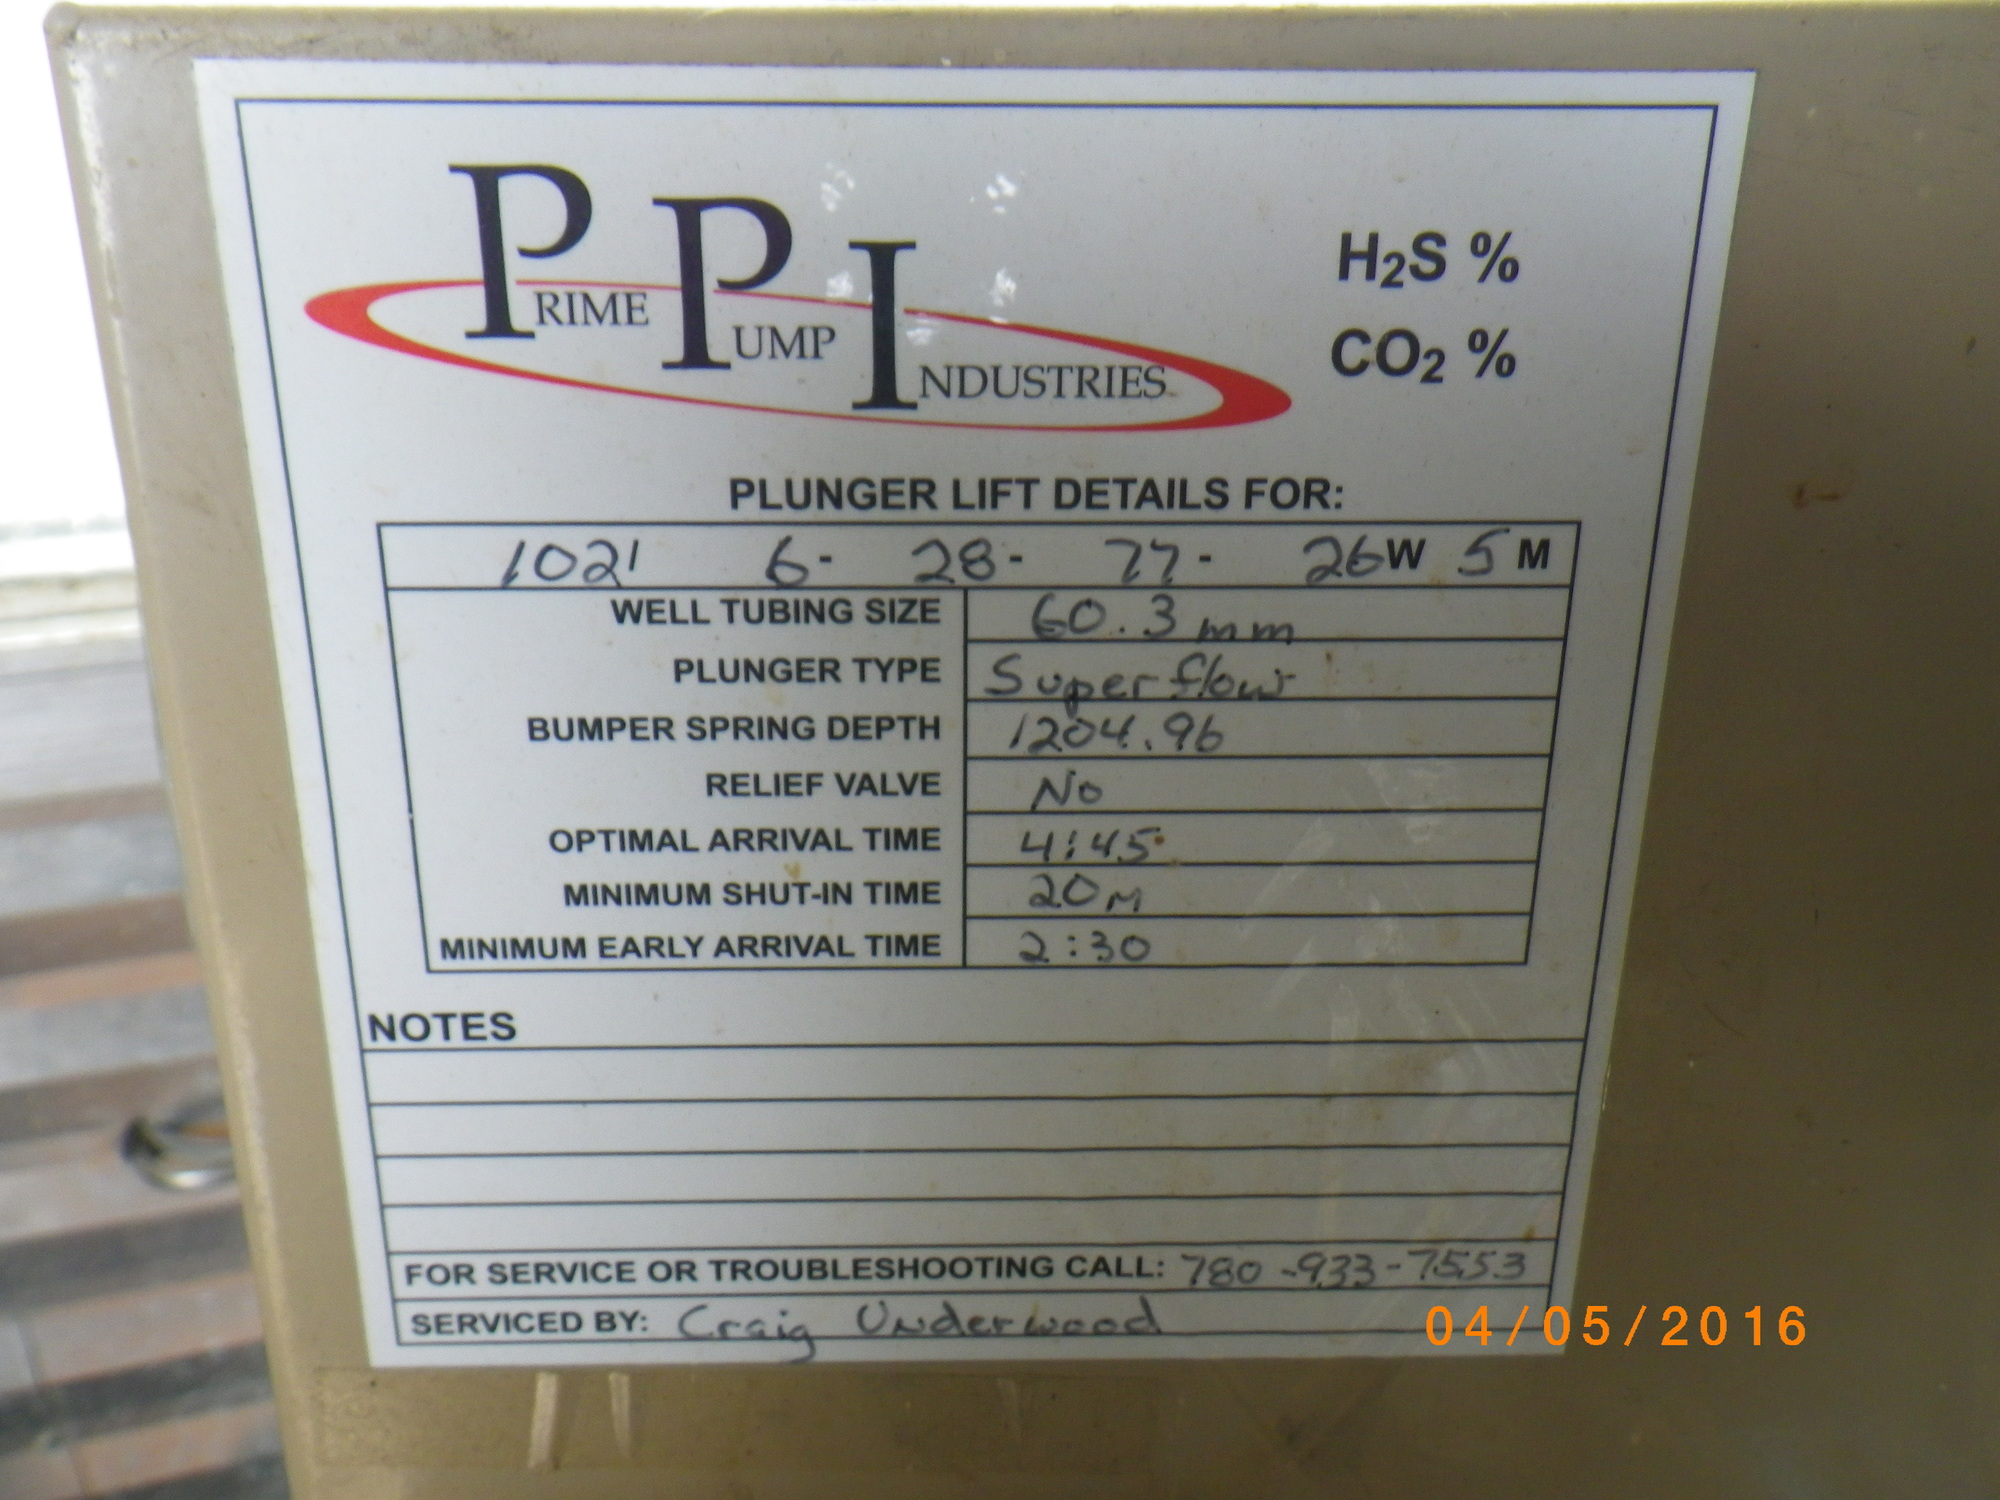 PRIME PUMP INDUSTRIES
H2S %
CO2 %
PLUNGER LIFT DETAILS FOR:
102/ 6- 28- 77- 26W 5 M
WELL TUBING SIZE 60.3 mm
PLUNGER TYPE Superflow
BUMPER SPRING DEPTH 1204.96
RELIEF VALVE No
OPTIMAL ARRIVAL TIME 4:45
MINIMUM SHUT-IN TIME 20M
MINIMUM EARLY ARRIVAL TIME 2:30
NOTES
FOR SERVICE OR TROUBLESHOOTING CALL: 780-933-7553
SERVICED BY: Craig Underwood
04/05/2016